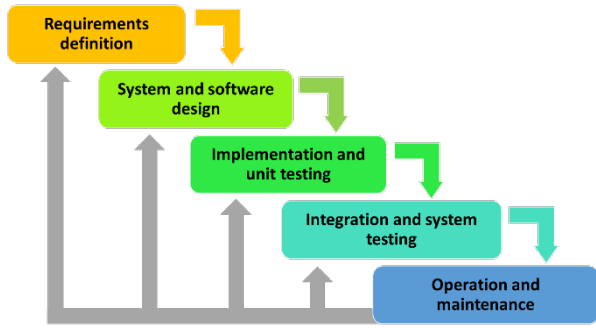 Requirements
definition
System and software
design
Implementation and
unit testing
Integration and system
testing
Operation and
maintenance